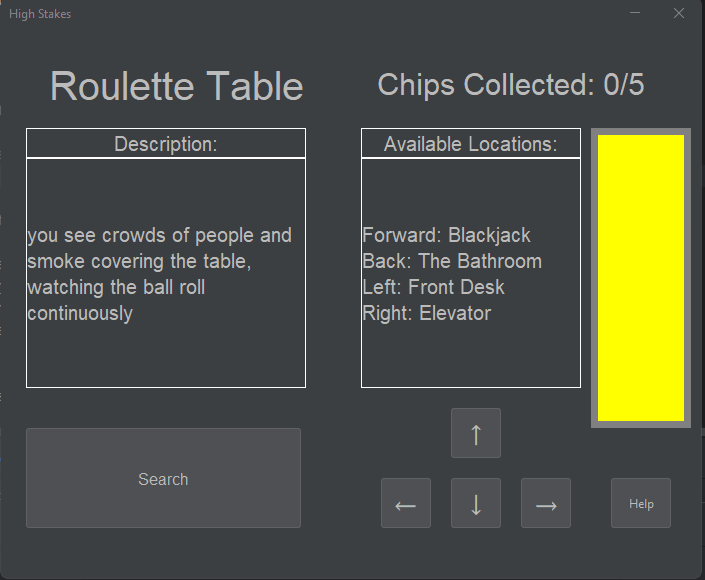 High Stakes
Roulette Table
Chips Collected: 0/5
Description:
you see crowds of people and
smoke covering the table,
watching the ball roll
continuously
Available Locations:
Forward: Blackjack
Back: The Bathroom
Left: Front Desk
Right: Elevator
Search
↑
←
↓
→
Help